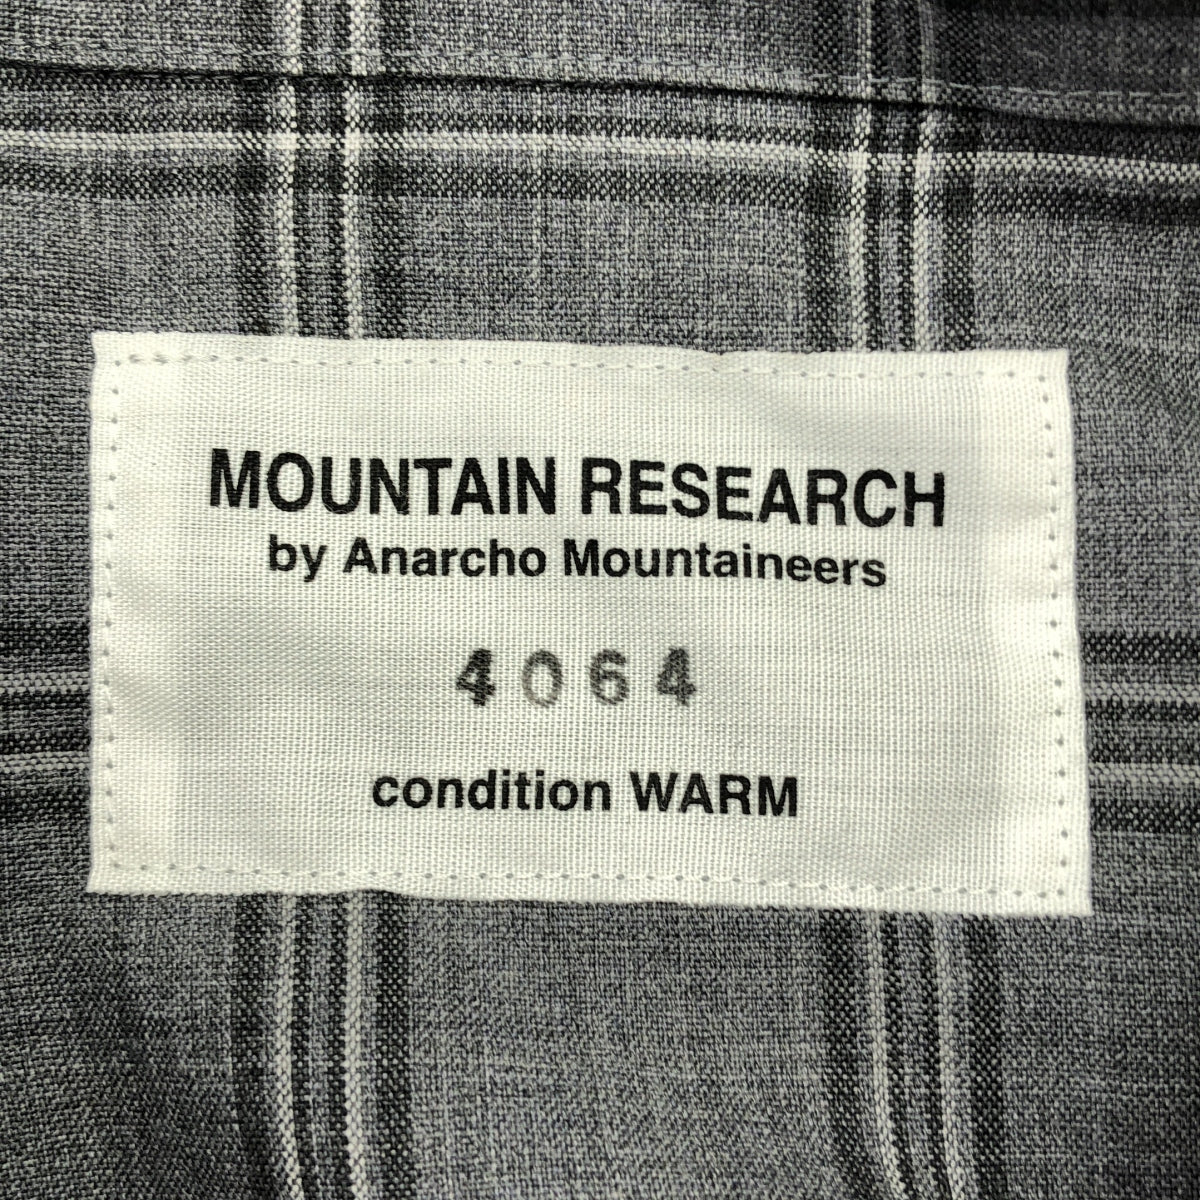 MOUNTAIN RESEARCH
by Anarcho Mountaineers
4064
condition WARM